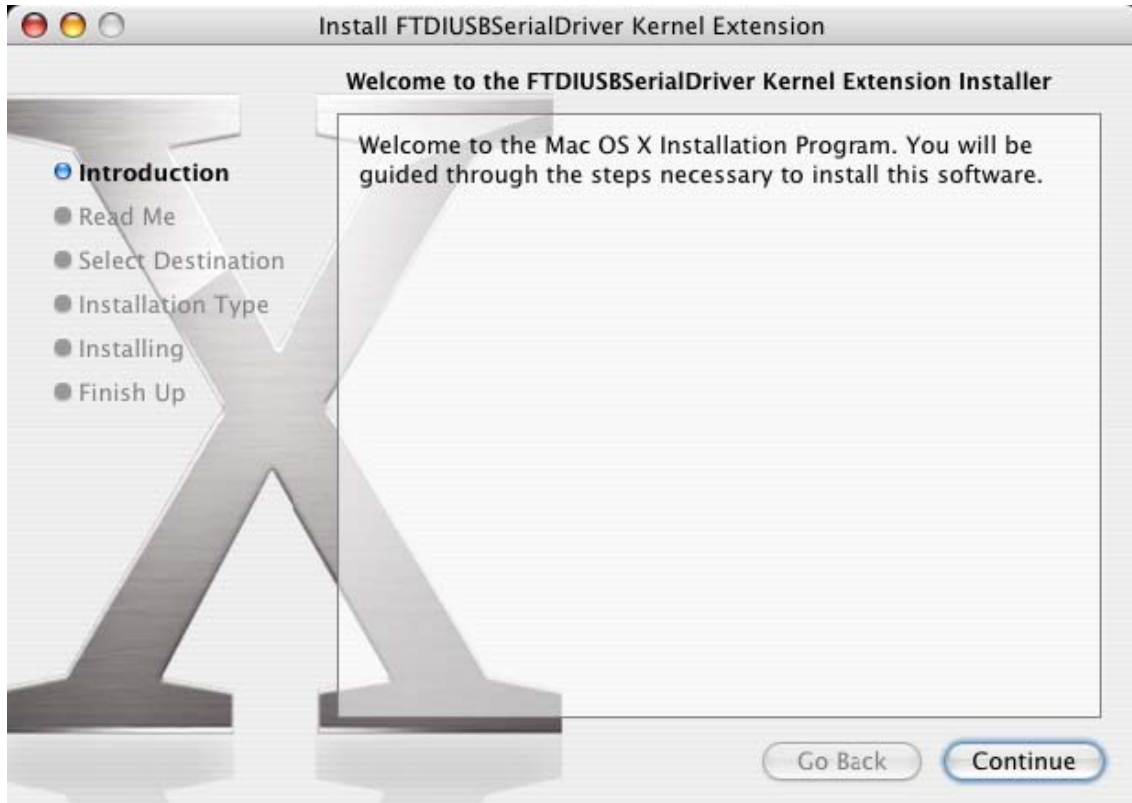 Install FTDIUSBSerialDriver Kernel Extension
Welcome to the FTDIUSBSerialDriver Kernel Extension Installer
Introduction
Read Me
Select Destination
Installation Type
Installing
Finish Up
Welcome to the Mac OS X Installation Program. You will be
guided through the steps necessary to install this software.
Go Back
Continue